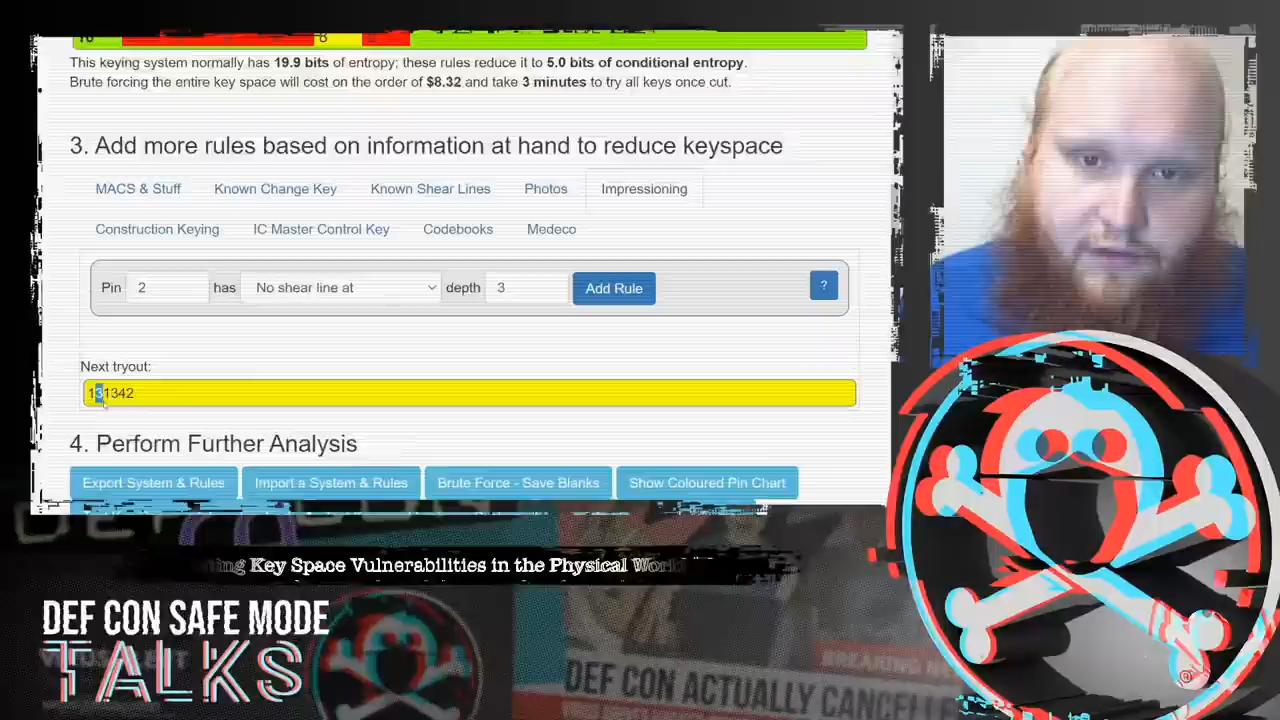 16
8
This keying system normally has 19.9 bits of entropy; these rules reduce it to 5.0 bits of conditional entropy.
Brute forcing the entire key space will cost on the order of $8.32 and take 3 minutes to try all keys once cut.
3. Add more rules based on information at hand to reduce keyspace
MACS & Stuff Known Change Key Known Shear Lines Photos Impressioning
Construction Keying IC Master Control Key Codebooks Medeco
Pin 2 has No shear line at depth 3 Add Rule ?
Next tryout:
131342
4. Perform Further Analysis
Export System & Rules Import a System & Rules Brute Force - Save Blanks Show Coloured Pin Chart
Key Space Vulnerabilities in the Physical World
DEF CON SAFE MODE
TALKS
DEF CON ACTUALLY CANCELLE
BREAKING NE
®